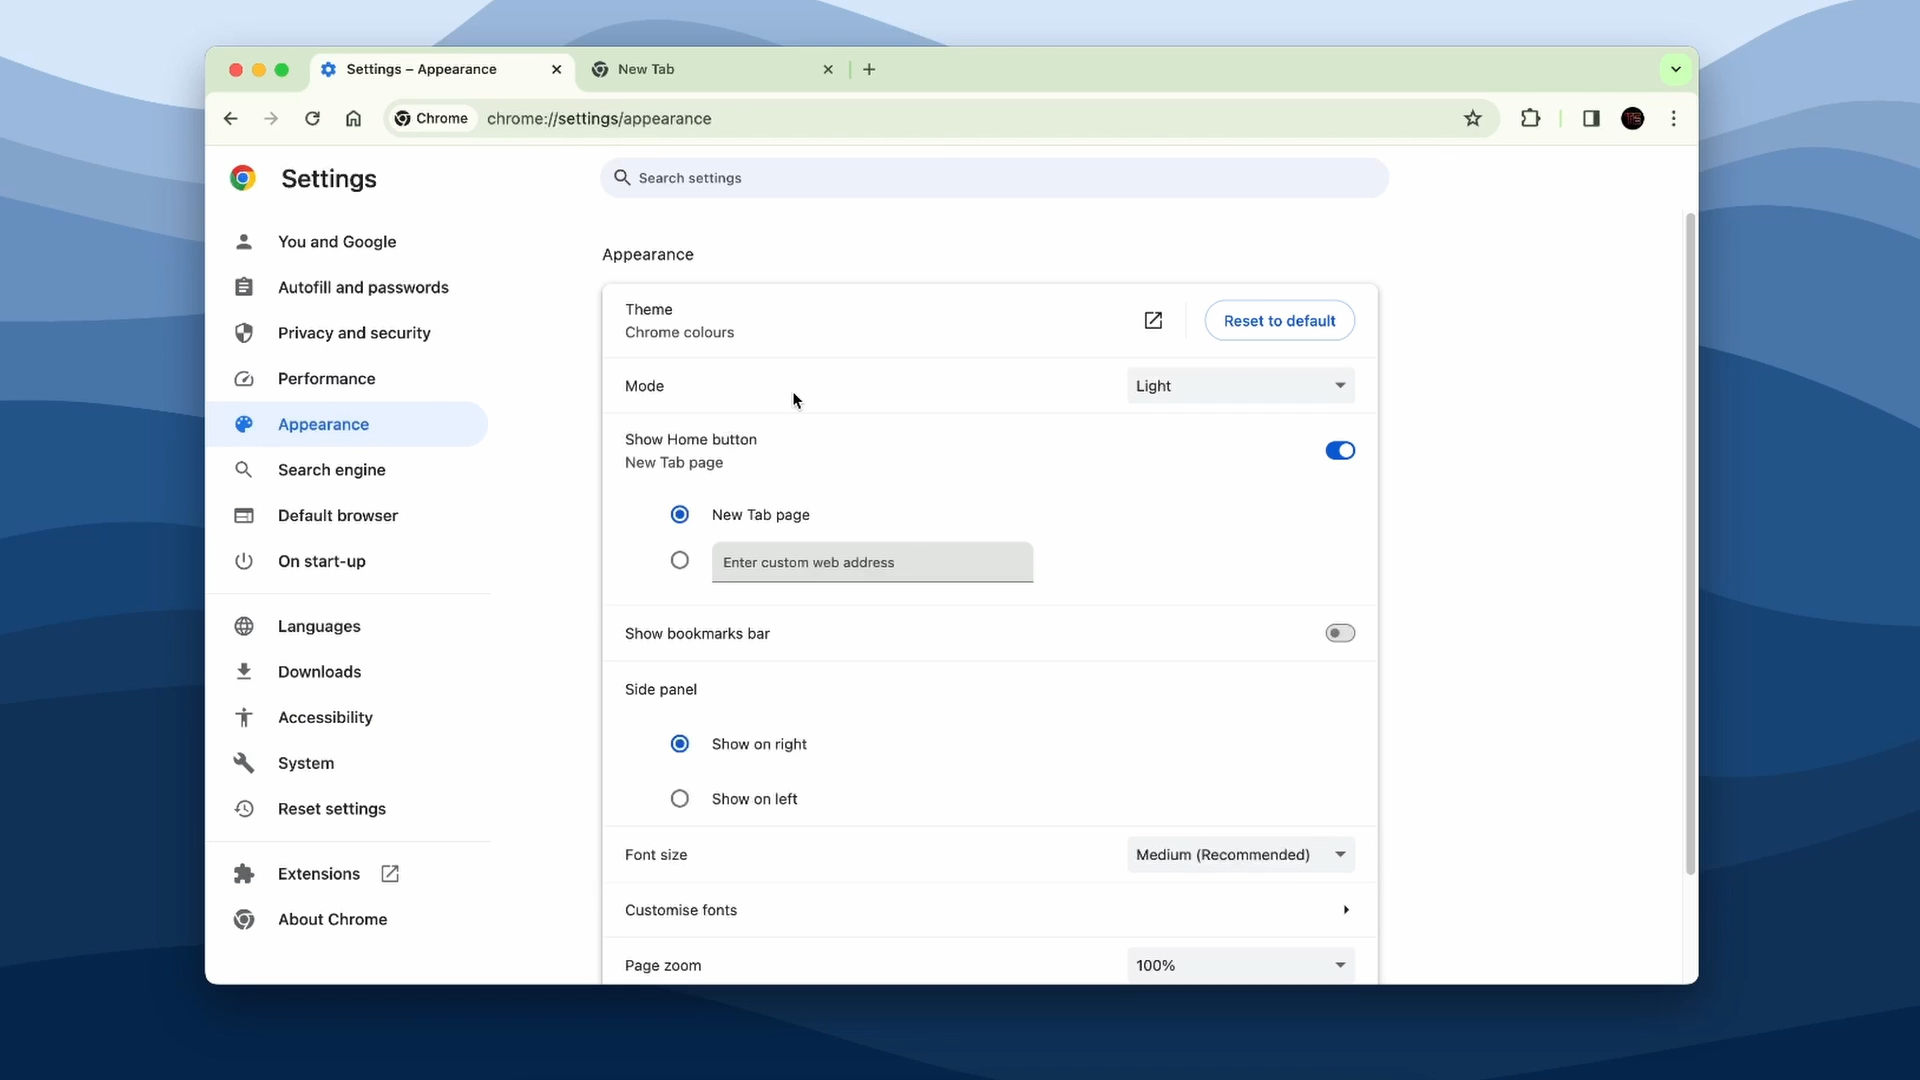 Settings – Appearance
New Tab
Chrome
chrome://settings/appearance
Settings
Search settings
You and Google
Autofill and passwords
Privacy and security
Performance
Appearance
Search engine
Default browser
On start-up
Languages
Downloads
Accessibility
System
Reset settings
Extensions
About Chrome
Appearance
Theme
Chrome colours
Reset to default
Mode
Light
Show Home button
New Tab page
New Tab page
Enter custom web address
Show bookmarks bar
Side panel
Show on right
Show on left
Font size
Medium (Recommended)
Customise fonts
Page zoom
100%